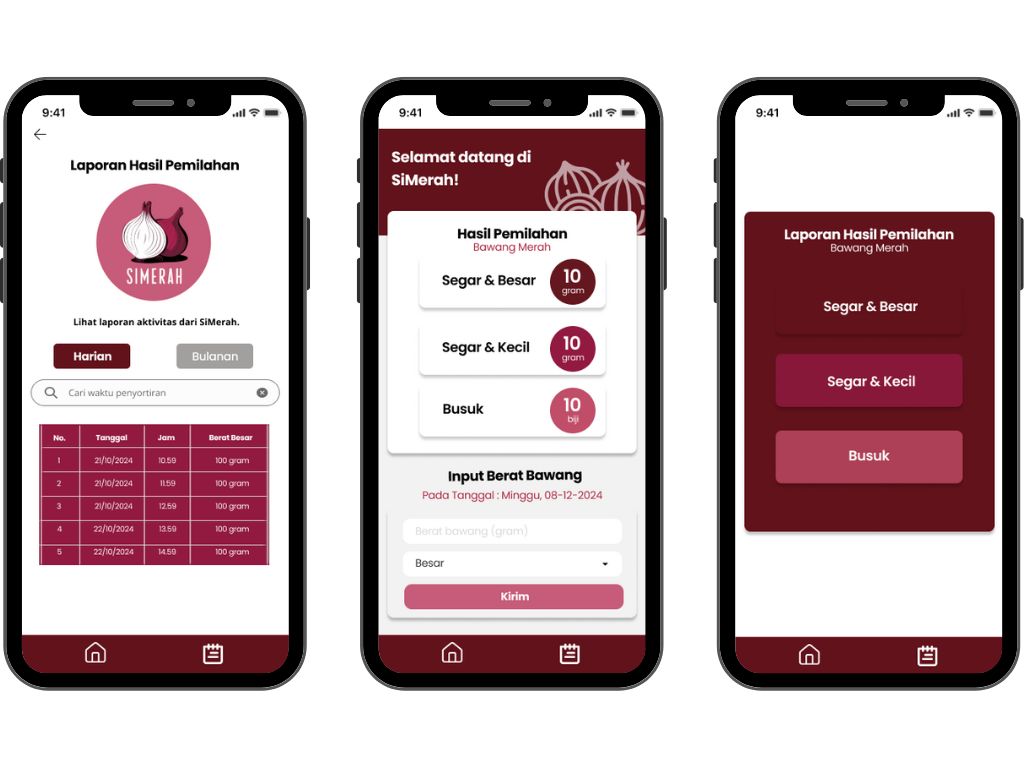 9:41
Laporan Hasil Pemilahan
SIMERAH
Lihat laporan aktivitas dari SiMerah.
Harian
Bulanan
Cari waktu penyortiran
No. Tanggal Jam Berat Besar
1 21/10/2024 10.59 100 gram
2 21/10/2024 11.59 100 gram
3 21/10/2024 12.59 100 gram
4 22/10/2024 13.59 100 gram
5 22/10/2024 14.59 100 gram
9:41
Selamat datang di
SiMerah!
Hasil Pemilahan
Bawang Merah
Segar & Besar 10
gram
Segar & Kecil 10
gram
Busuk 10
biji
Input Berat Bawang
Pada Tanggal : Minggu, 08-12-2024
Berat bawang (gram)
Besar
Kirim
9:41
Laporan Hasil Pemilahan
Bawang Merah
Segar & Besar
Segar & Kecil
Busuk